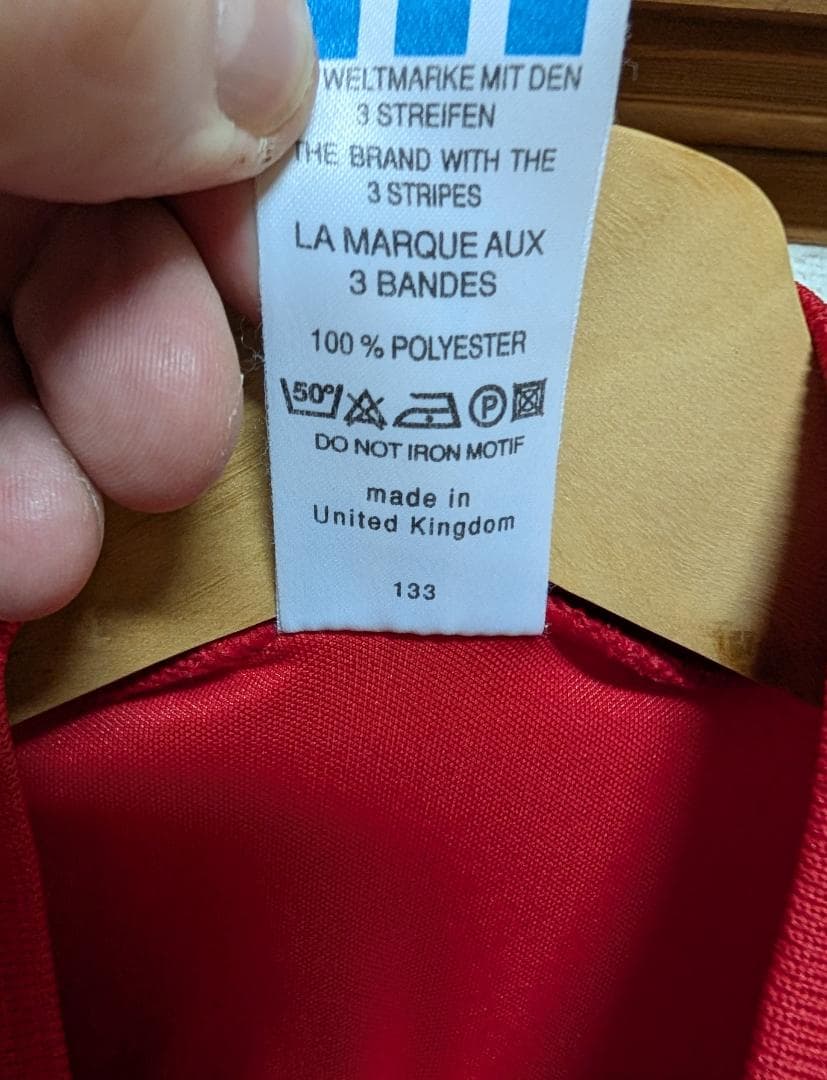 WELTMARKE MIT DEN
3 STREIFEN
THE BRAND WITH THE
3 STRIPES
LA MARQUE AUX
3 BANDES
100 % POLYESTER
50° P
DO NOT IRON MOTIF
made in
United Kingdom
133